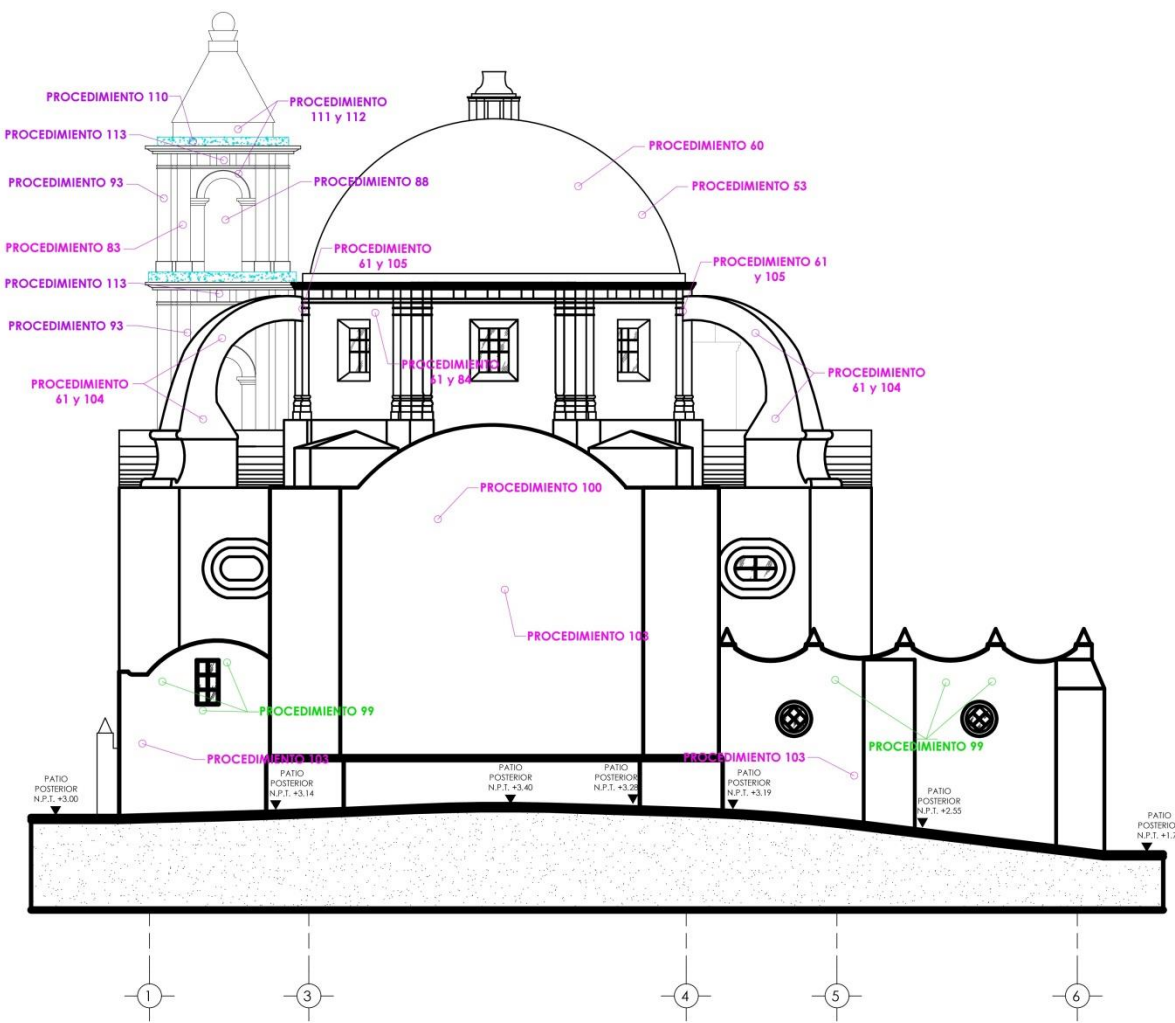 PROCEDIMIENTO 110
PROCEDIMIENTO
111 y 112
PROCEDIMIENTO 113
PROCEDIMIENTO 60
PROCEDIMIENTO 93
PROCEDIMIENTO 88
PROCEDIMIENTO 53
PROCEDIMIENTO 83
PROCEDIMIENTO
61 y 105
PROCEDIMIENTO 61
y 105
PROCEDIMIENTO 113
PROCEDIMIENTO 93
PROCEDIMIENTO
61 y 84
PROCEDIMIENTO
61 y 104
PROCEDIMIENTO
61 y 104
PROCEDIMIENTO 100
PROCEDIMIENTO 103
PROCEDIMIENTO 99
PROCEDIMIENTO 99
PROCEDIMIENTO 103
PROCEDIMIENTO 103
PATIO
POSTERIOR
N.P.T. +3.00
PATIO
POSTERIOR
N.P.T. +3.14
PATIO
POSTERIOR
N.P.T. +3.40
PATIO
POSTERIOR
N.P.T. +3.28
PATIO
POSTERIOR
N.P.T. +3.19
PATIO
POSTERIOR
N.P.T. +2.55
PATIO
POSTERIO
N.P.T. +1.7
1
3
4
5
6